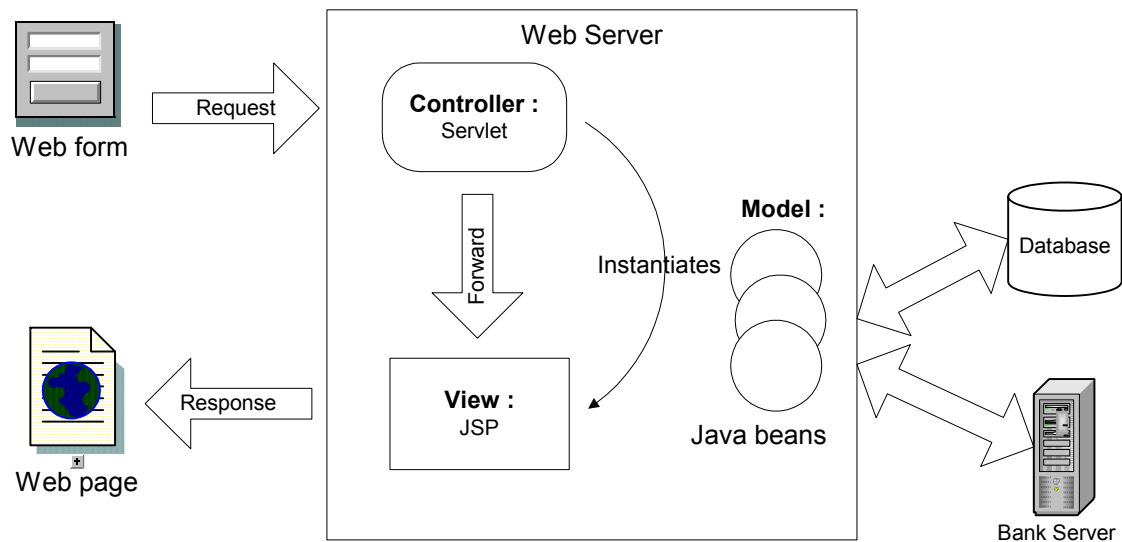 Web Server
Web form
Request
Controller :
Servlet
Forward
Instantiates
Model :
Java beans
Database
View :
JSP
Response
Web page
Bank Server